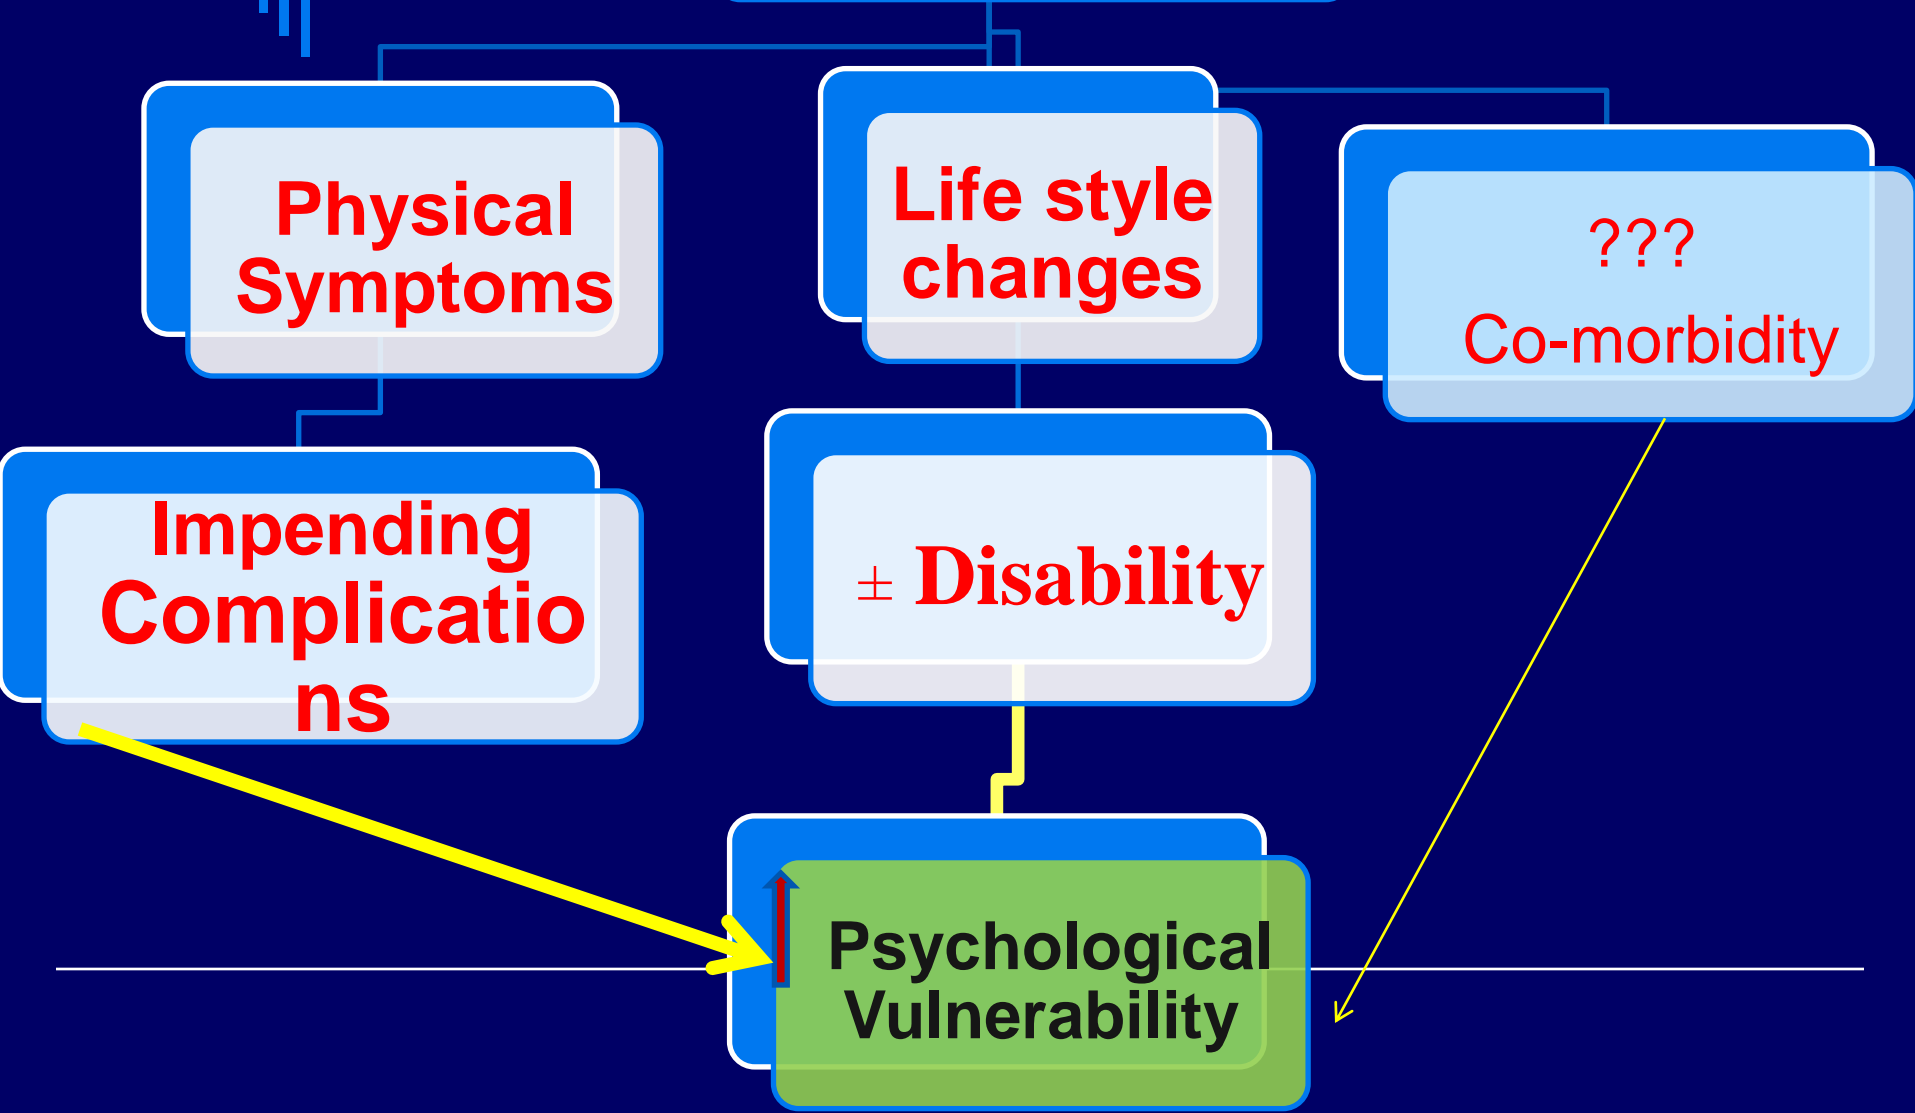 Physical
Symptoms
Life style
changes
???
Co-morbidity
Impending
Complicatio
ns
± Disability
Psychological
Vulnerability